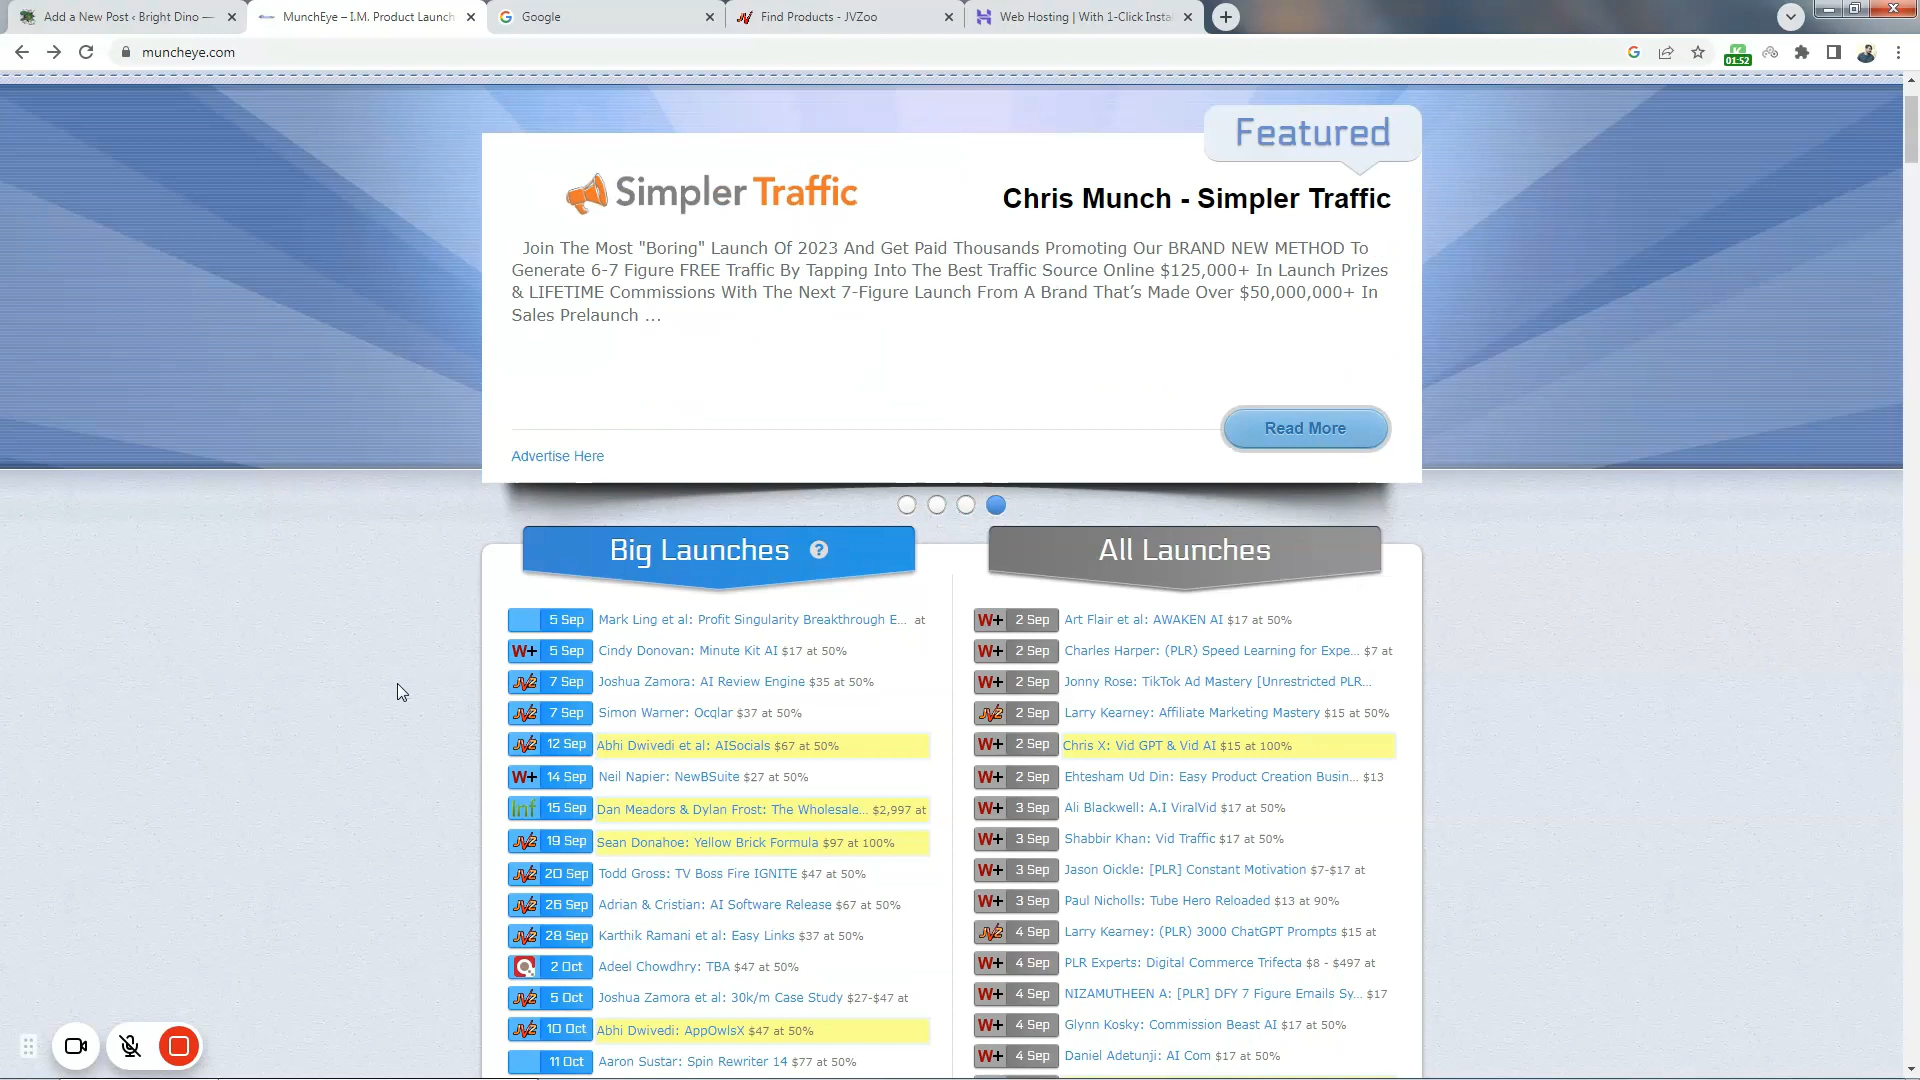 Add a New Post ‹ Bright Dino —
MunchEye – I.M. Product Launch
Google
Find Products - JVZoo
Web Hosting | With 1-Click Insta
muncheye.com
01:52
Featured
Simpler Traffic
Chris Munch - Simpler Traffic
Join The Most "Boring" Launch Of 2023 And Get Paid Thousands Promoting Our BRAND NEW METHOD To
Generate 6-7 Figure FREE Traffic By Tapping Into The Best Traffic Source Online $125,000+ In Launch Prizes
& LIFETIME Commissions With The Next 7-Figure Launch From A Brand That’s Made Over $50,000,000+ In
Sales Prelaunch ...
Read More
Advertise Here
Big Launches ?
5 Sep Mark Ling et al: Profit Singularity Breakthrough E... at
W+ 5 Sep Cindy Donovan: Minute Kit AI $17 at 50%
JVZ 7 Sep Joshua Zamora: AI Review Engine $35 at 50%
JVZ 7 Sep Simon Warner: Ocqlar $37 at 50%
JVZ 12 Sep Abhi Dwivedi et al: AISocials $67 at 50%
W+ 14 Sep Neil Napier: NewBSuite $27 at 50%
Inf 15 Sep Dan Meadors & Dylan Frost: The Wholesale... $2,997 at
JVZ 19 Sep Sean Donahoe: Yellow Brick Formula $97 at 100%
JVZ 20 Sep Todd Gross: TV Boss Fire IGNITE $47 at 50%
JVZ 26 Sep Adrian & Cristian: AI Software Release $67 at 50%
JVZ 28 Sep Karthik Ramani et al: Easy Links $37 at 50%
2 Oct Adeel Chowdhry: TBA $47 at 50%
JVZ 5 Oct Joshua Zamora et al: 30k/m Case Study $27-$47 at
JVZ 10 Oct Abhi Dwivedi: AppOwlsX $47 at 50%
11 Oct Aaron Sustar: Spin Rewriter 14 $77 at 50%
All Launches
W+ 2 Sep Art Flair et al: AWAKEN AI $17 at 50%
W+ 2 Sep Charles Harper: (PLR) Speed Learning for Expe... $7 at
W+ 2 Sep Jonny Rose: TikTok Ad Mastery [Unrestricted PLR...
JVZ 2 Sep Larry Kearney: Affiliate Marketing Mastery $15 at 50%
W+ 2 Sep Chris X: Vid GPT & Vid AI $15 at 100%
W+ 2 Sep Ehtesham Ud Din: Easy Product Creation Busin... $13
W+ 3 Sep Ali Blackwell: A.I ViralVid $17 at 50%
W+ 3 Sep Shabbir Khan: Vid Traffic $17 at 50%
W+ 3 Sep Jason Oickle: [PLR] Constant Motivation $7-$17 at
W+ 3 Sep Paul Nicholls: Tube Hero Reloaded $13 at 90%
JVZ 4 Sep Larry Kearney: (PLR) 3000 ChatGPT Prompts $15 at
W+ 4 Sep PLR Experts: Digital Commerce Trifecta $8 - $497 at
W+ 4 Sep NIZAMUTHEEN A: [PLR] DFY 7 Figure Emails Sy... $17
W+ 4 Sep Glynn Kosky: Commission Beast AI $17 at 50%
W+ 4 Sep Daniel Adetunji: AI Com $17 at 50%